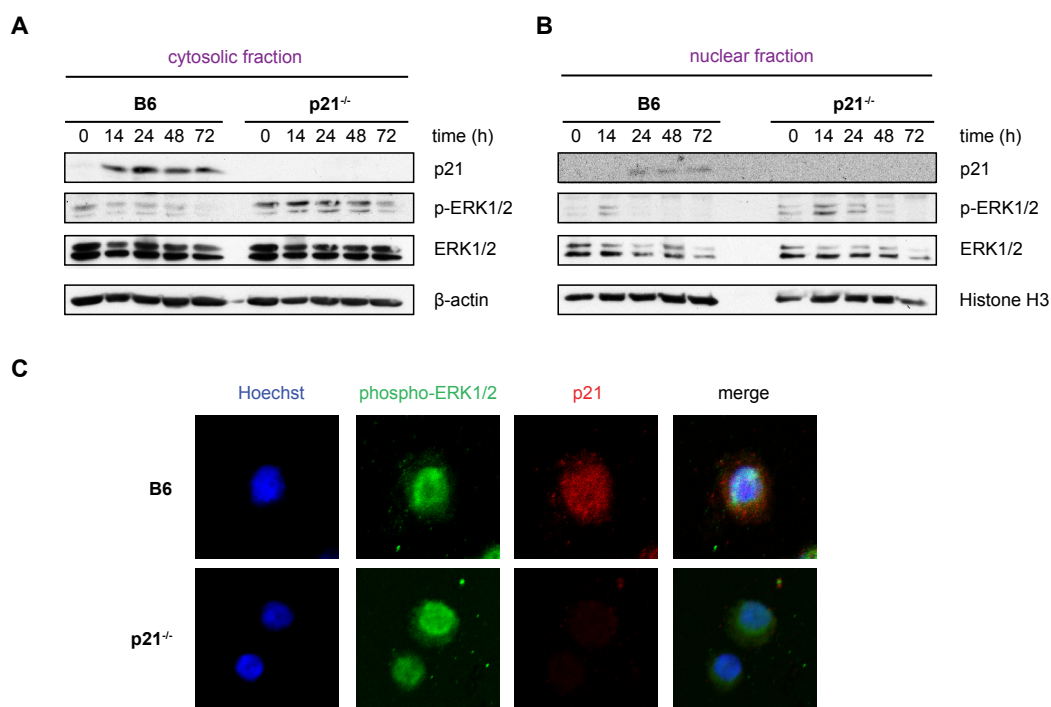 A
cytosolic fraction
B6 p21-/-
0 14 24 48 72 0 14 24 48 72 time (h)
p21
p-ERK1/2
ERK1/2
β-actin
B
nuclear fraction
B6 p21-/-
0 14 24 48 72 0 14 24 48 72 time (h)
p21
p-ERK1/2
ERK1/2
Histone H3
C
Hoechst phospho-ERK1/2 p21 merge
B6
p21-/-